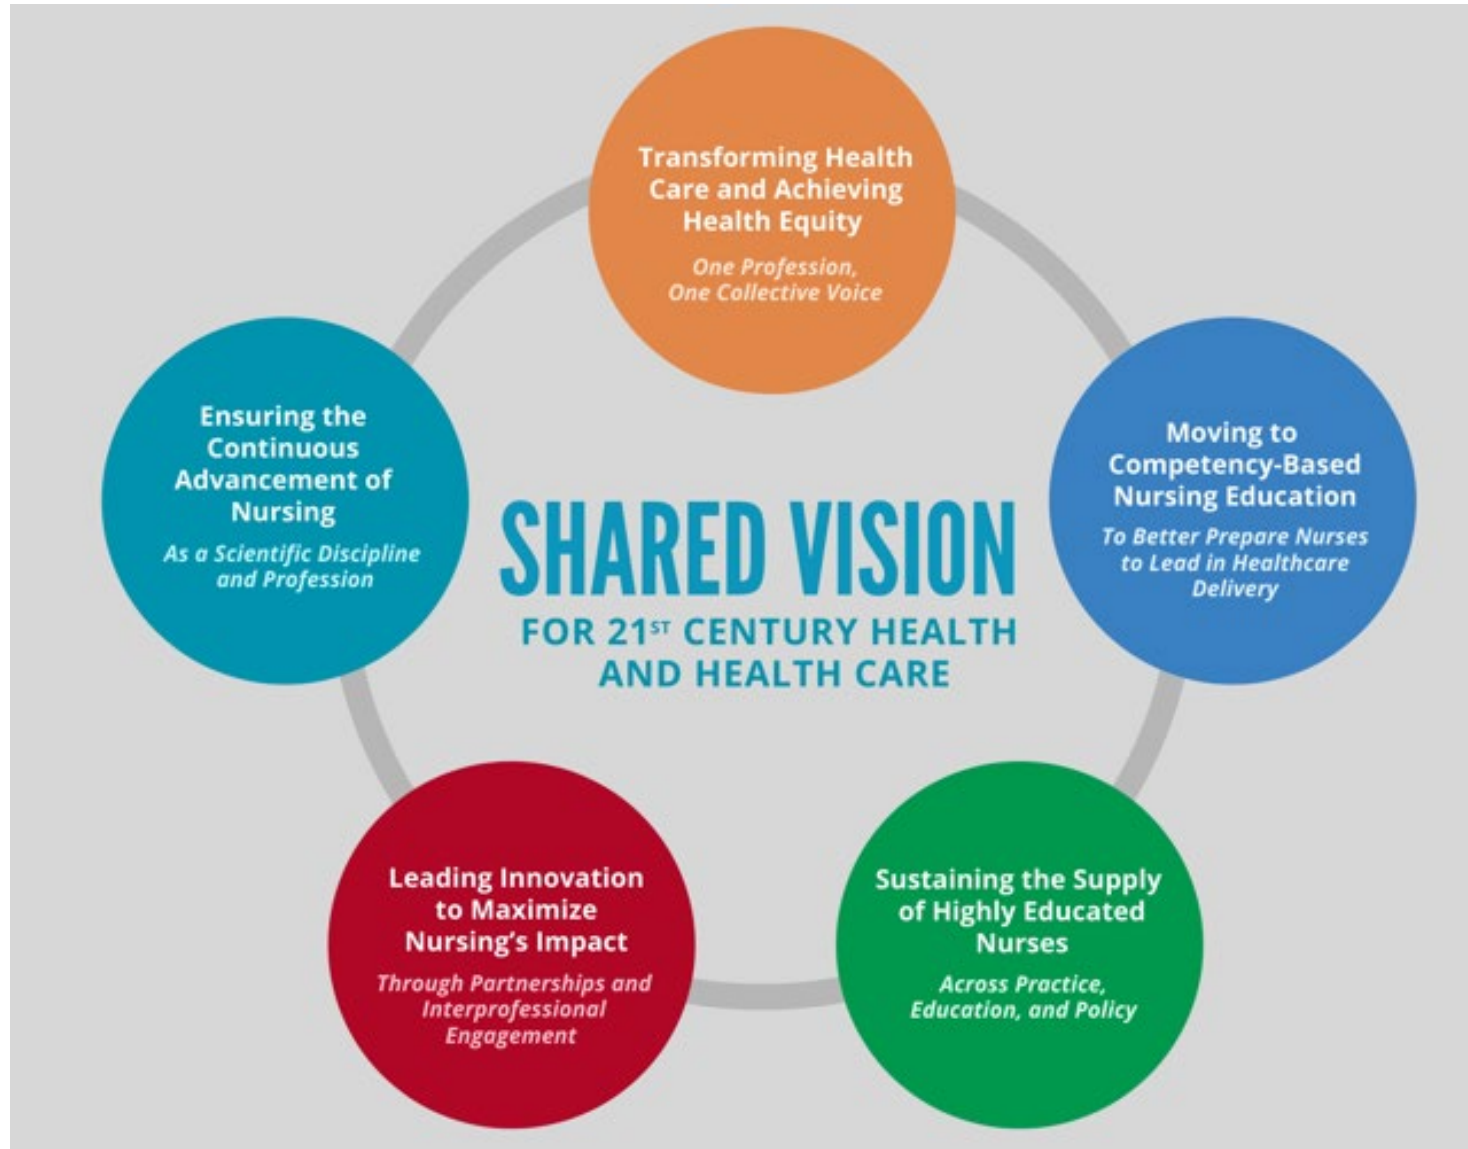 Transforming Health
Care and Achieving
Health Equity
One Profession,
One Collective Voice
Moving to
Competency-Based
Nursing Education
To Better Prepare Nurses
to Lead in Healthcare
Delivery
Sustaining the Supply
of Highly Educated
Nurses
Across Practice,
Education, and Policy
Leading Innovation
to Maximize
Nursing’s Impact
Through Partnerships and
Interprofessional
Engagement
Ensuring the
Continuous
Advancement of
Nursing
As a Scientific Discipline
and Profession
SHARED VISION
FOR 21ST CENTURY HEALTH
AND HEALTH CARE